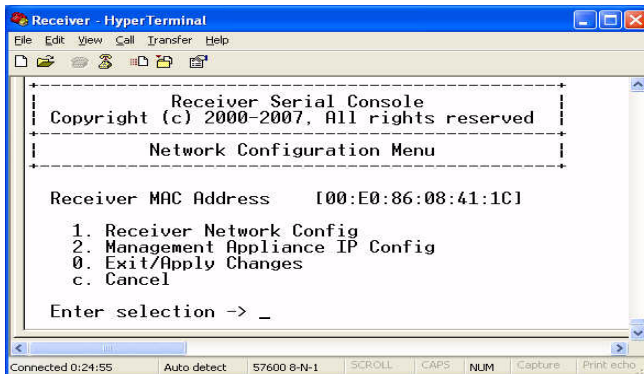 Receiver - HyperTerminal
File Edit View Call Transfer Help
Receiver Serial Console
Copyright (c) 2000-2007, All rights reserved
Network Configuration Menu
Receiver MAC Address [00:E0:86:08:41:1C]
1. Receiver Network Config
2. Management Appliance IP Config
0. Exit/Apply Changes
c. Cancel
Enter selection -> _
Connected 0:24:55 Auto detect 57600 8-N-1 SCROLL CAPS NUM Capture Print echo